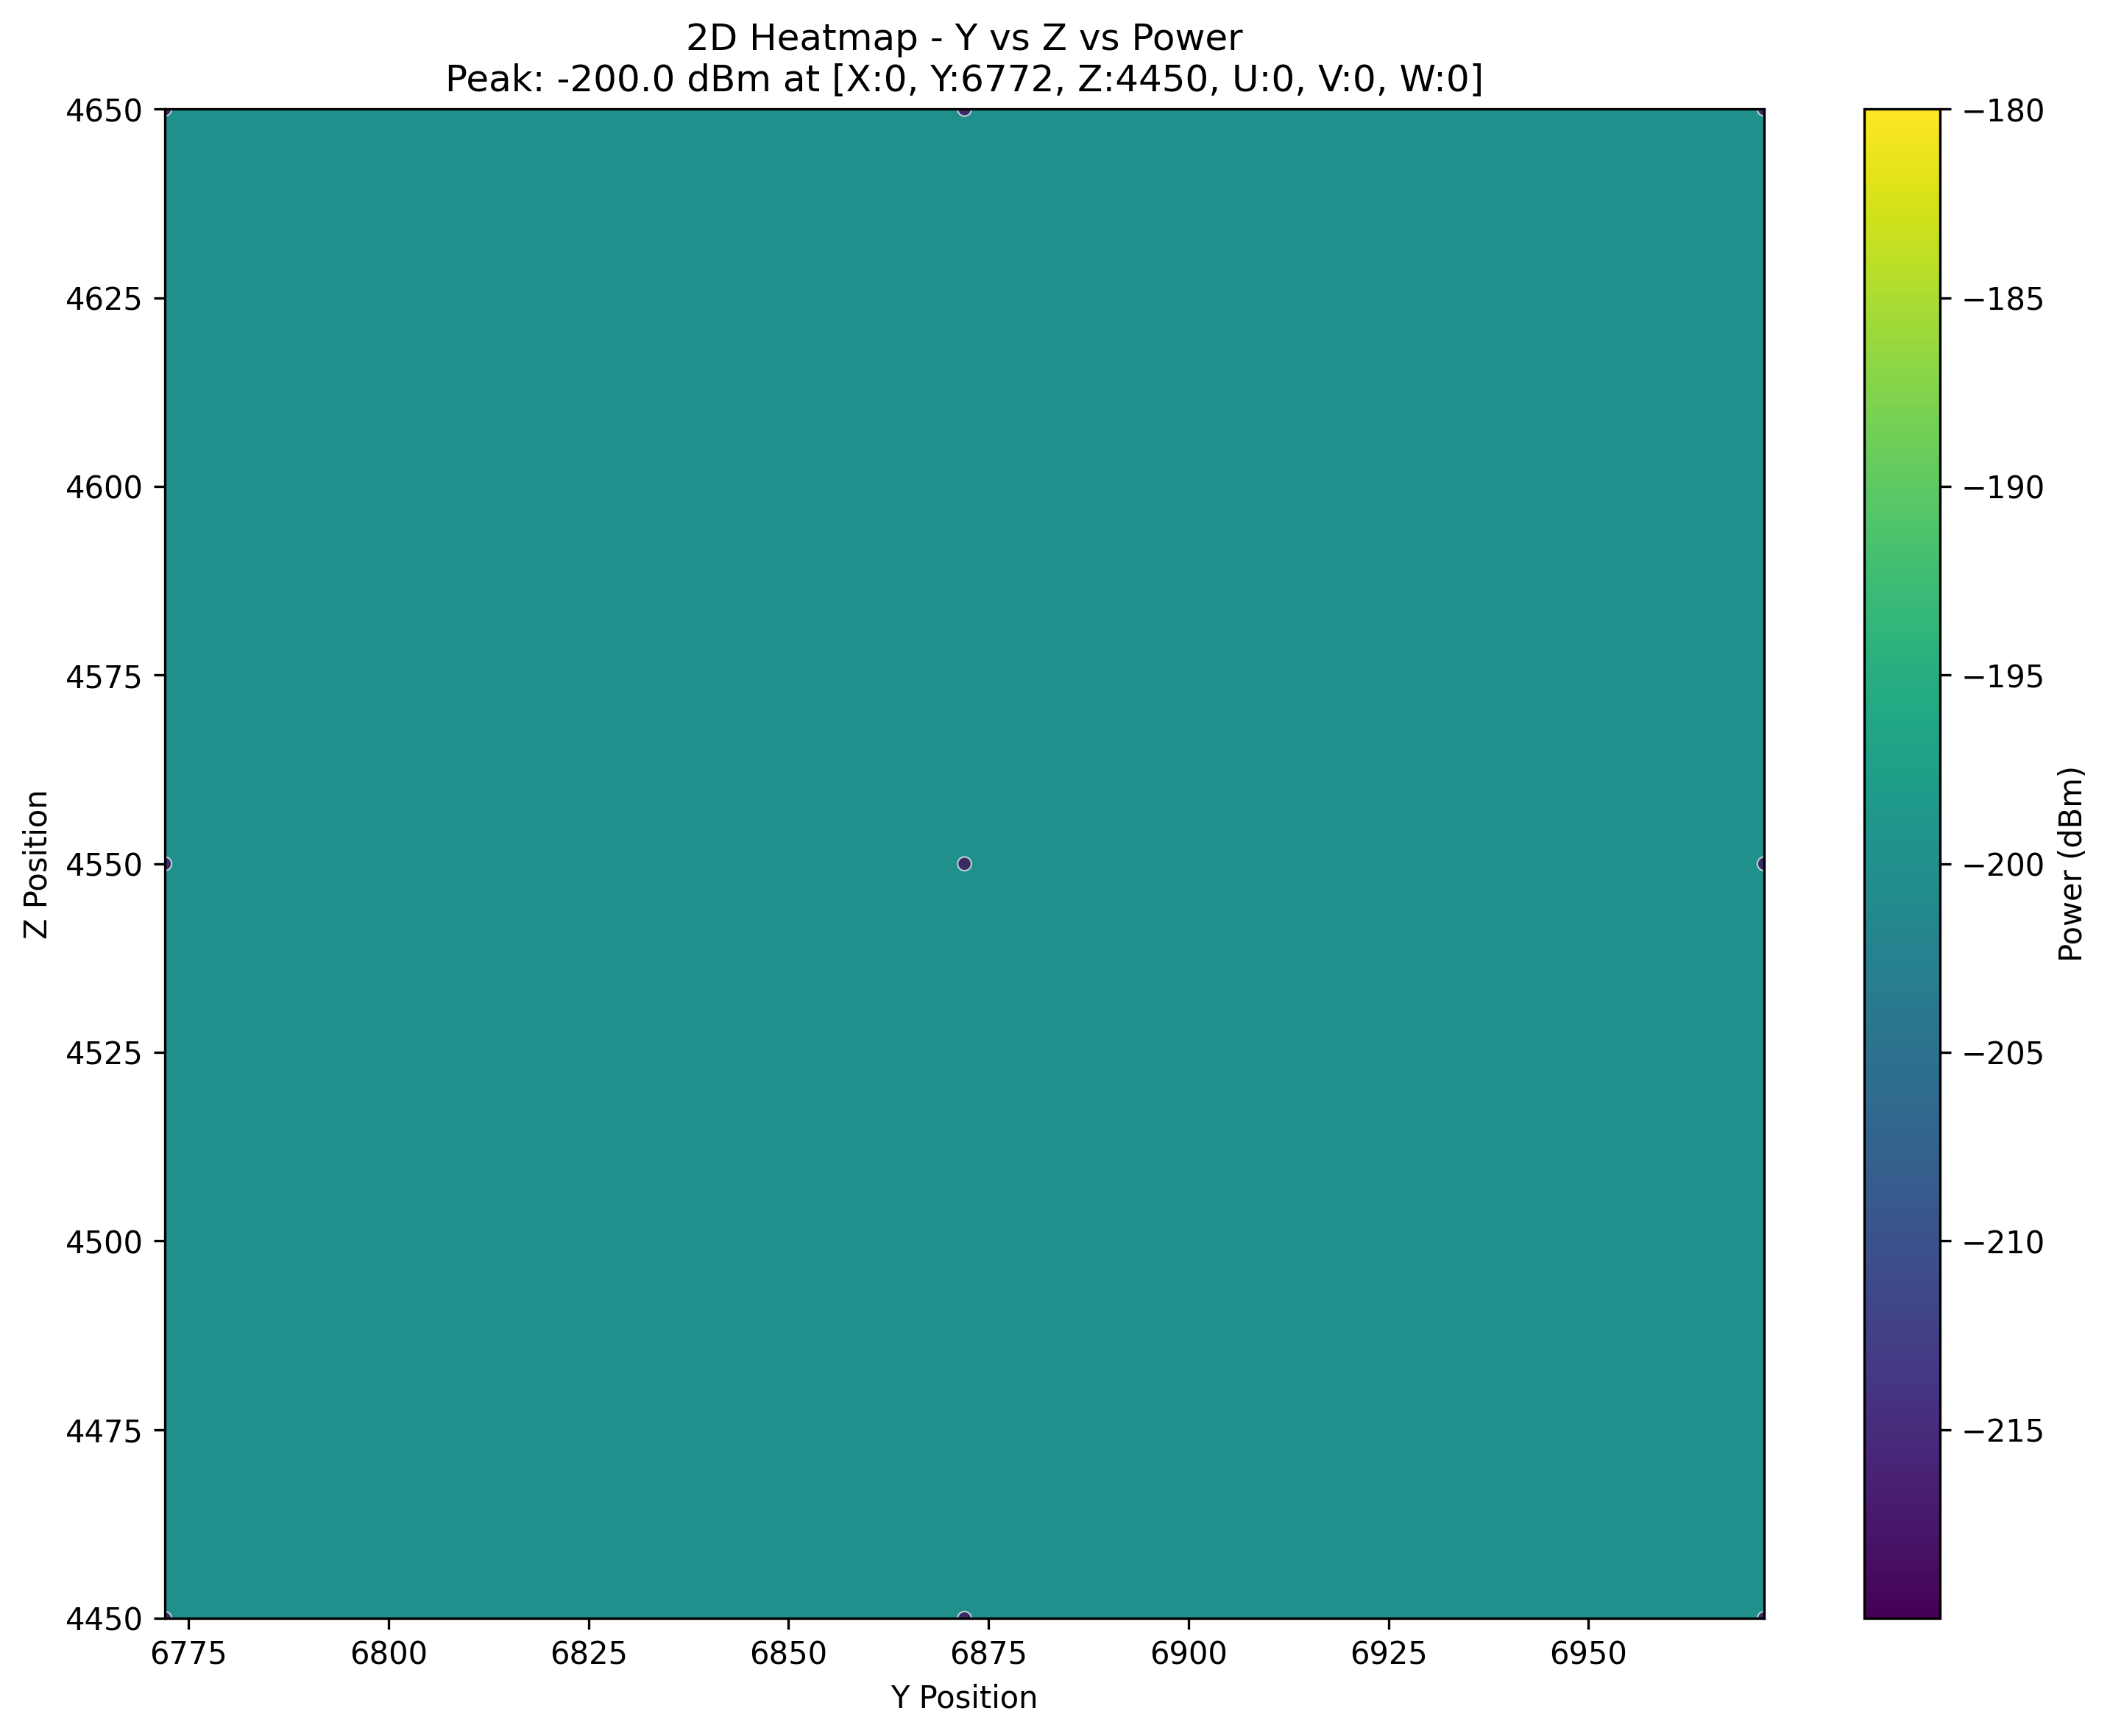 2D Heatmap - Y vs Z vs Power
Peak: -200.0 dBm at [X:0, Y:6772, Z:4450, U:0, V:0, W:0]
4650
4625
4600
4575
4550
4525
4500
4475
4450
Z Position
6775 6800 6825 6850 6875 6900 6925 6950
Y Position
−180
−185
−190
−195
−200
−205
−210
−215
Power (dBm)